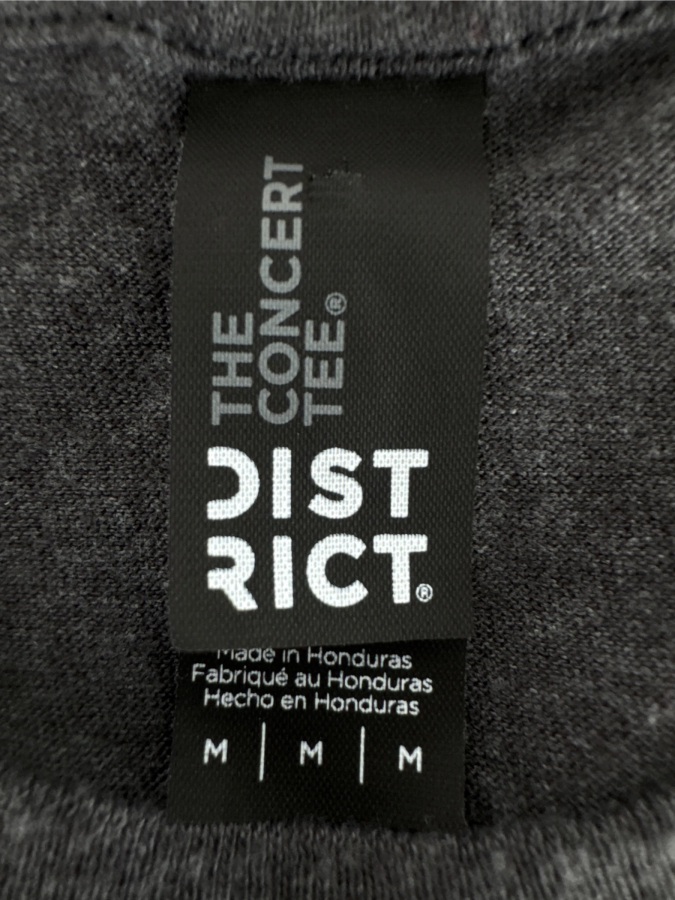 THE
CONCERT
TEE®
DIST
RICT®
Made in Honduras
Fabriqué au Honduras
Hecho en Honduras
M | M | M